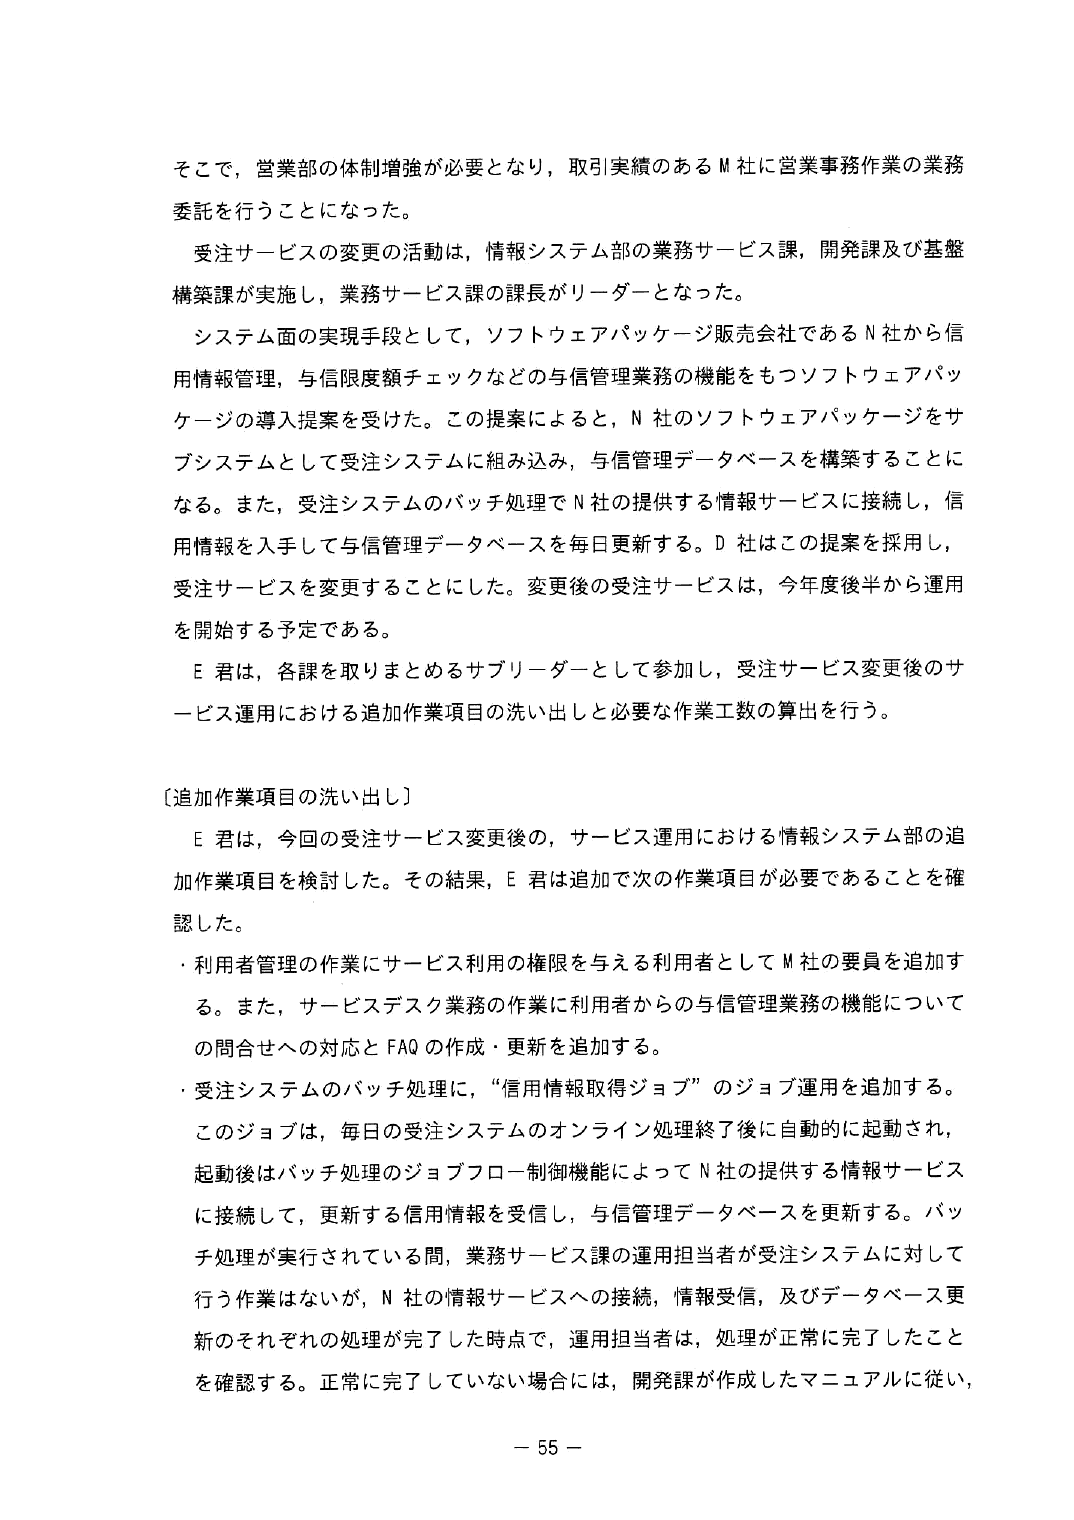 そこで，営業部の体制増強が必要となり，取引実績のある M 社に営業事務作業の業務
委託を行うことになった。
受注サービスの変更の活動は，情報システム部の業務サービス課，開発課及び基盤
構築課が実施し，業務サービス課の課長がリーダーとなった。
システム面の実現手段として，ソフトウェアパッケージ販売会社である N 社から信
用情報管理，与信限度額チェックなどの与信管理業務の機能をもつソフトウェアパッ
ケージの導入提案を受けた。この提案によると，N 社のソフトウェアパッケージをサ
ブシステムとして受注システムに組み込み，与信管理データベースを構築することに
なる。また，受注システムのバッチ処理で N 社の提供する情報サービスに接続し，信
用情報を入手して与信管理データベースを毎日更新する。D 社はこの提案を採用し，
受注サービスを変更することにした。変更後の受注サービスは，今年度後半から運用
を開始する予定である。
E 君は，各課を取りまとめるサブリーダーとして参加し，受注サービス変更後のサ
ービス運用における追加作業項目の洗い出しと必要な作業工数の算出を行う。
〔追加作業項目の洗い出し〕
E 君は，今回の受注サービス変更後の，サービス運用における情報システム部の追
加作業項目を検討した。その結果，E 君は追加で次の作業項目が必要であることを確
認した。
・利用者管理の作業にサービス利用の権限を与える利用者として M 社の要員を追加す
る。また，サービスデスク業務の作業に利用者からの与信管理業務の機能について
の問合せへの対応と FAQ の作成・更新を追加する。
・受注システムのバッチ処理に，“信用情報取得ジョブ” のジョブ運用を追加する。
このジョブは，毎日の受注システムのオンライン処理終了後に自動的に起動され，
起動後はバッチ処理のジョブフロー制御機能によって N 社の提供する情報サービス
に接続して，更新する信用情報を受信し，与信管理データベースを更新する。バッ
チ処理が実行されている間，業務サービス課の運用担当者が受注システムに対して
行う作業はないが，N 社の情報サービスへの接続，情報受信，及びデータベース更
新のそれぞれの処理が完了した時点で，運用担当者は，処理が正常に完了したこと
を確認する。正常に完了していない場合には，開発課が作成したマニュアルに従い，
－ 55 －